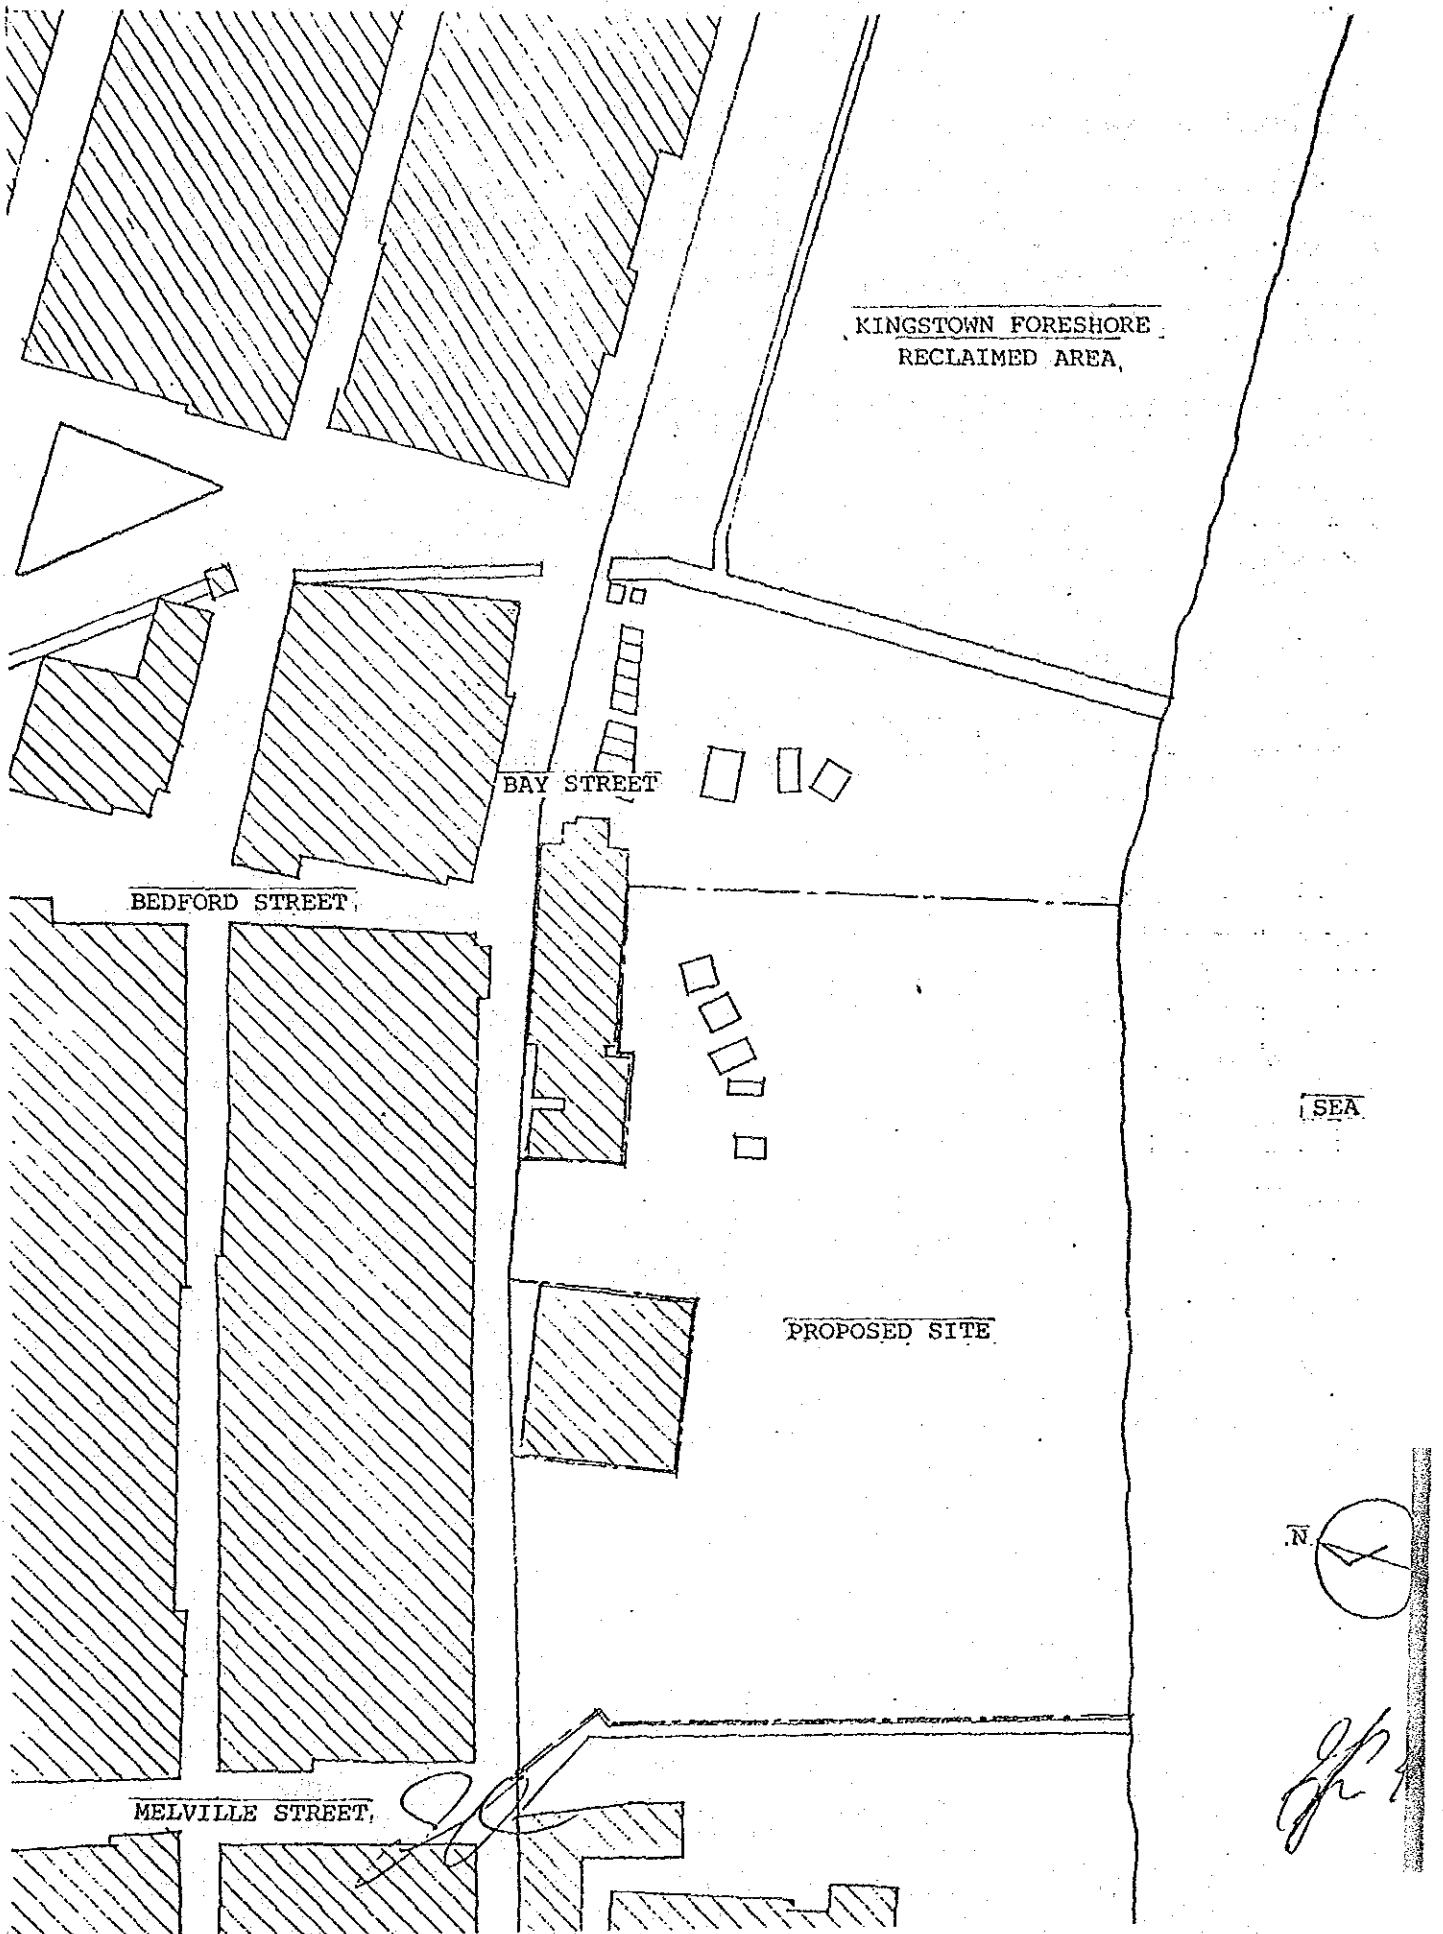 KINGSTOWN FORESHORE
RECLAIMED AREA,
BAY STREET
BEDFORD STREET,
SEA
PROPOSED SITE
N
MELVILLE STREET,